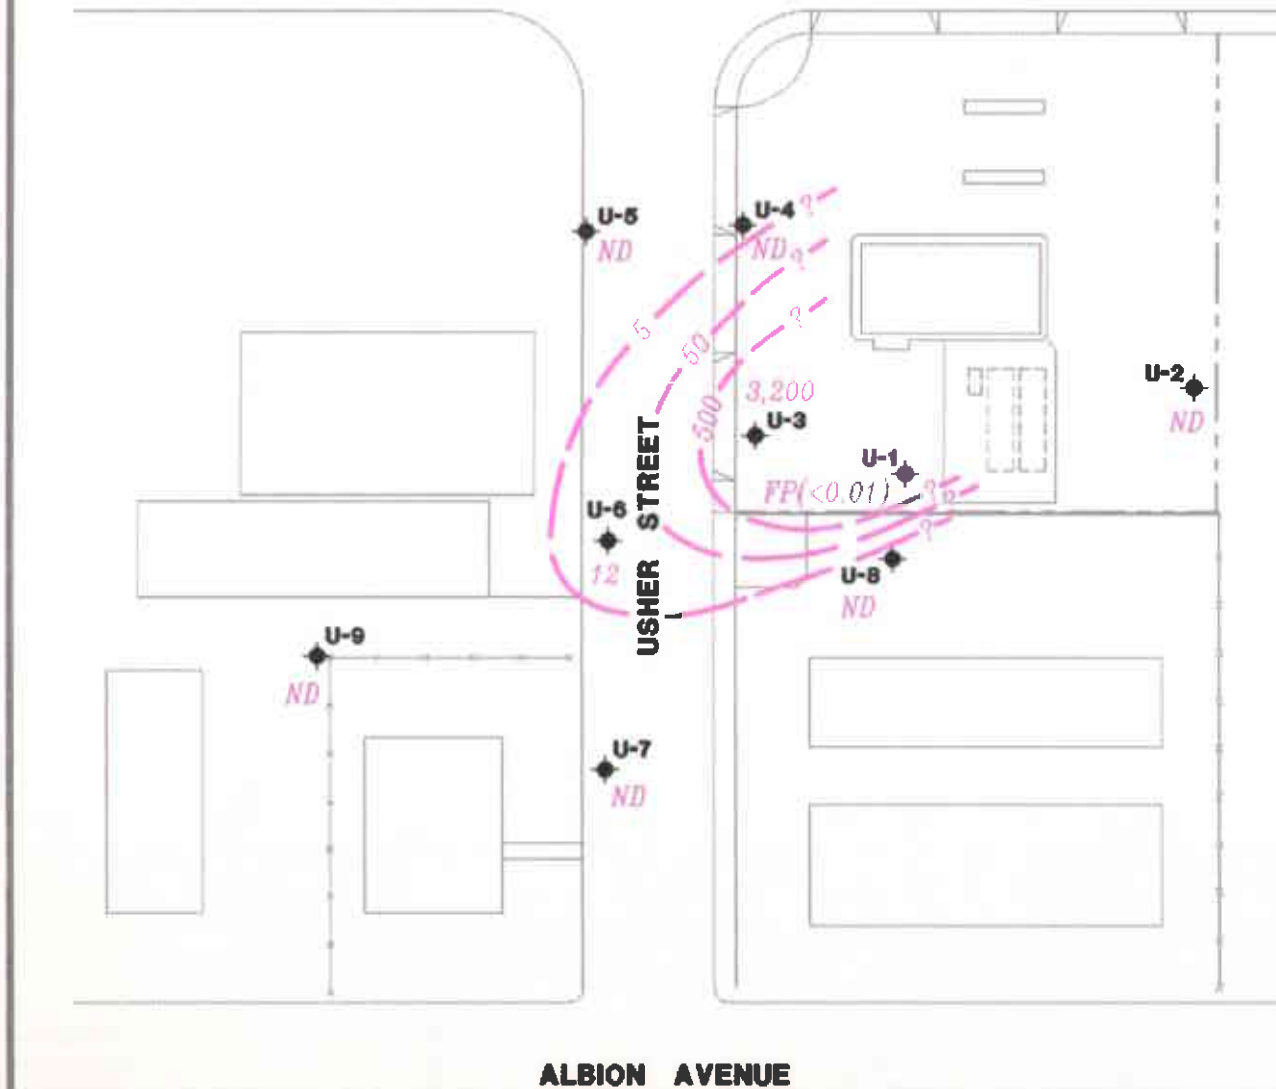 U-5
ND
U-4
ND
?
?
?
5
50
500
3,200
U-3
U-2
ND
U-1
FP(<0.01)
?
?
?
U-6
12
USHER STREET
U-8
ND
U-9
ND
U-7
ND
ALBION AVENUE